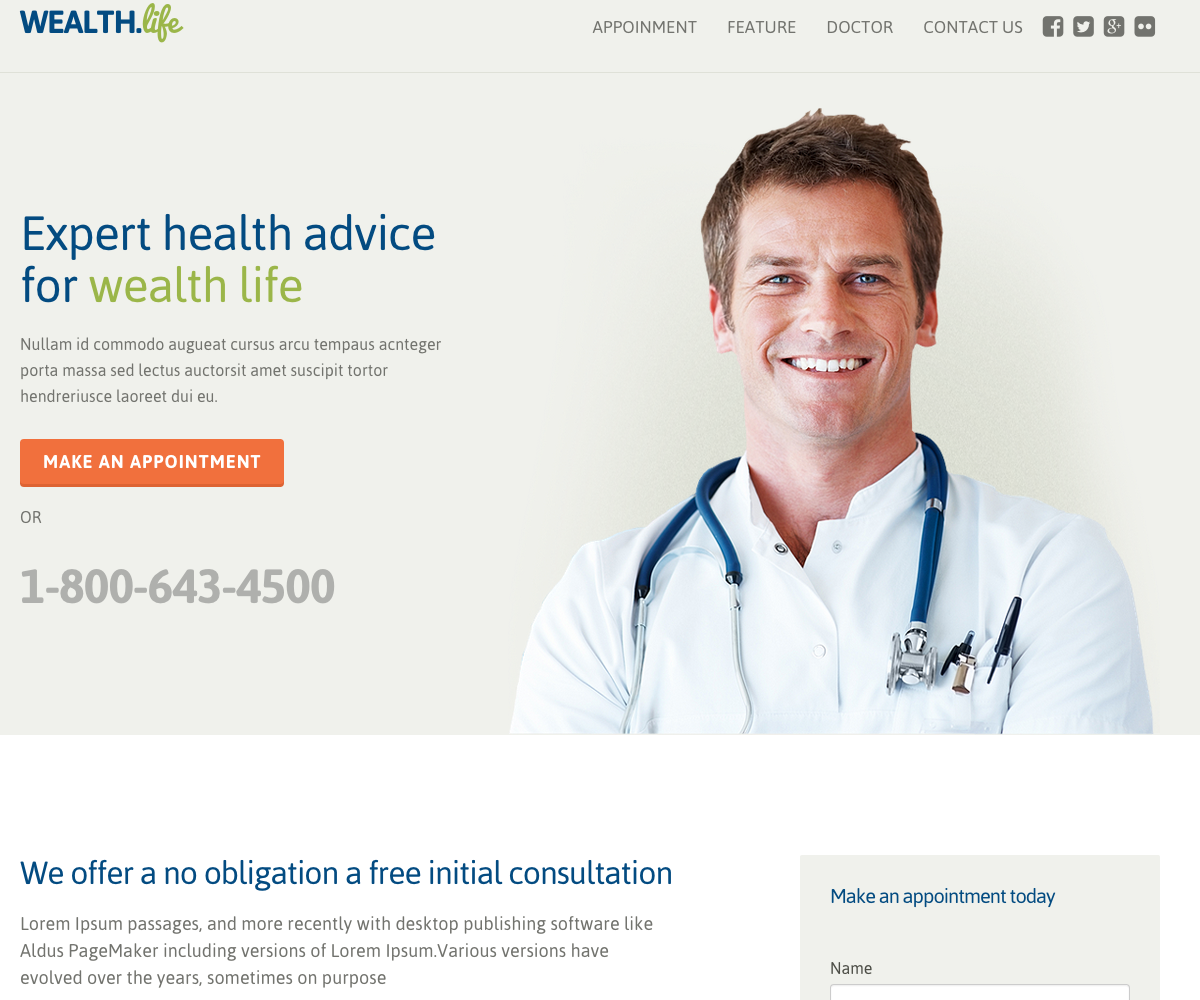 WEALTH.life
APPOINMENT FEATURE DOCTOR CONTACT US
Expert health advice
for wealth life
Nullam id commodo augueat cursus arcu tempaus acnteger
porta massa sed lectus auctorsit amet suscipit tortor
hendreriusce laoreet dui eu.
MAKE AN APPOINTMENT
OR
1-800-643-4500
We offer a no obligation a free initial consultation
Lorem Ipsum passages, and more recently with desktop publishing software like
Aldus PageMaker including versions of Lorem Ipsum.Various versions have
evolved over the years, sometimes on purpose
Make an appointment today
Name